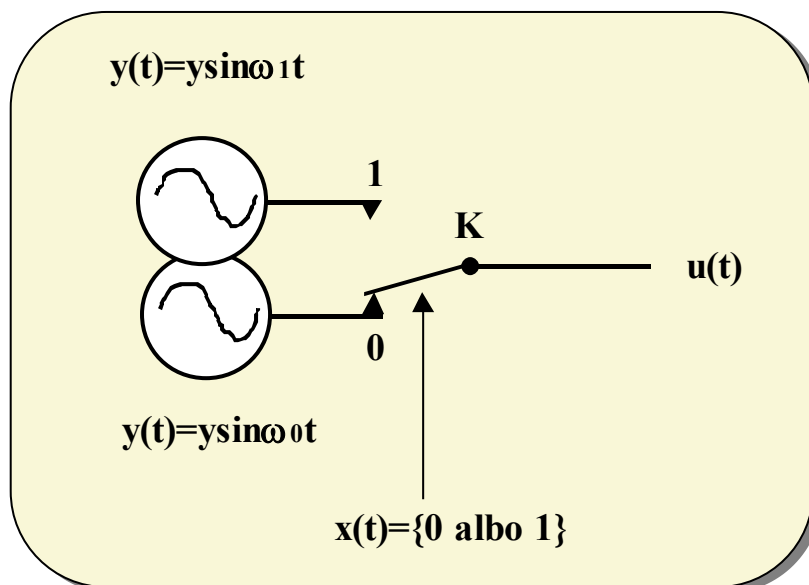 y(t)=ysinω1t
1
K
u(t)
0
y(t)=ysinω0t
x(t)={0 albo 1}